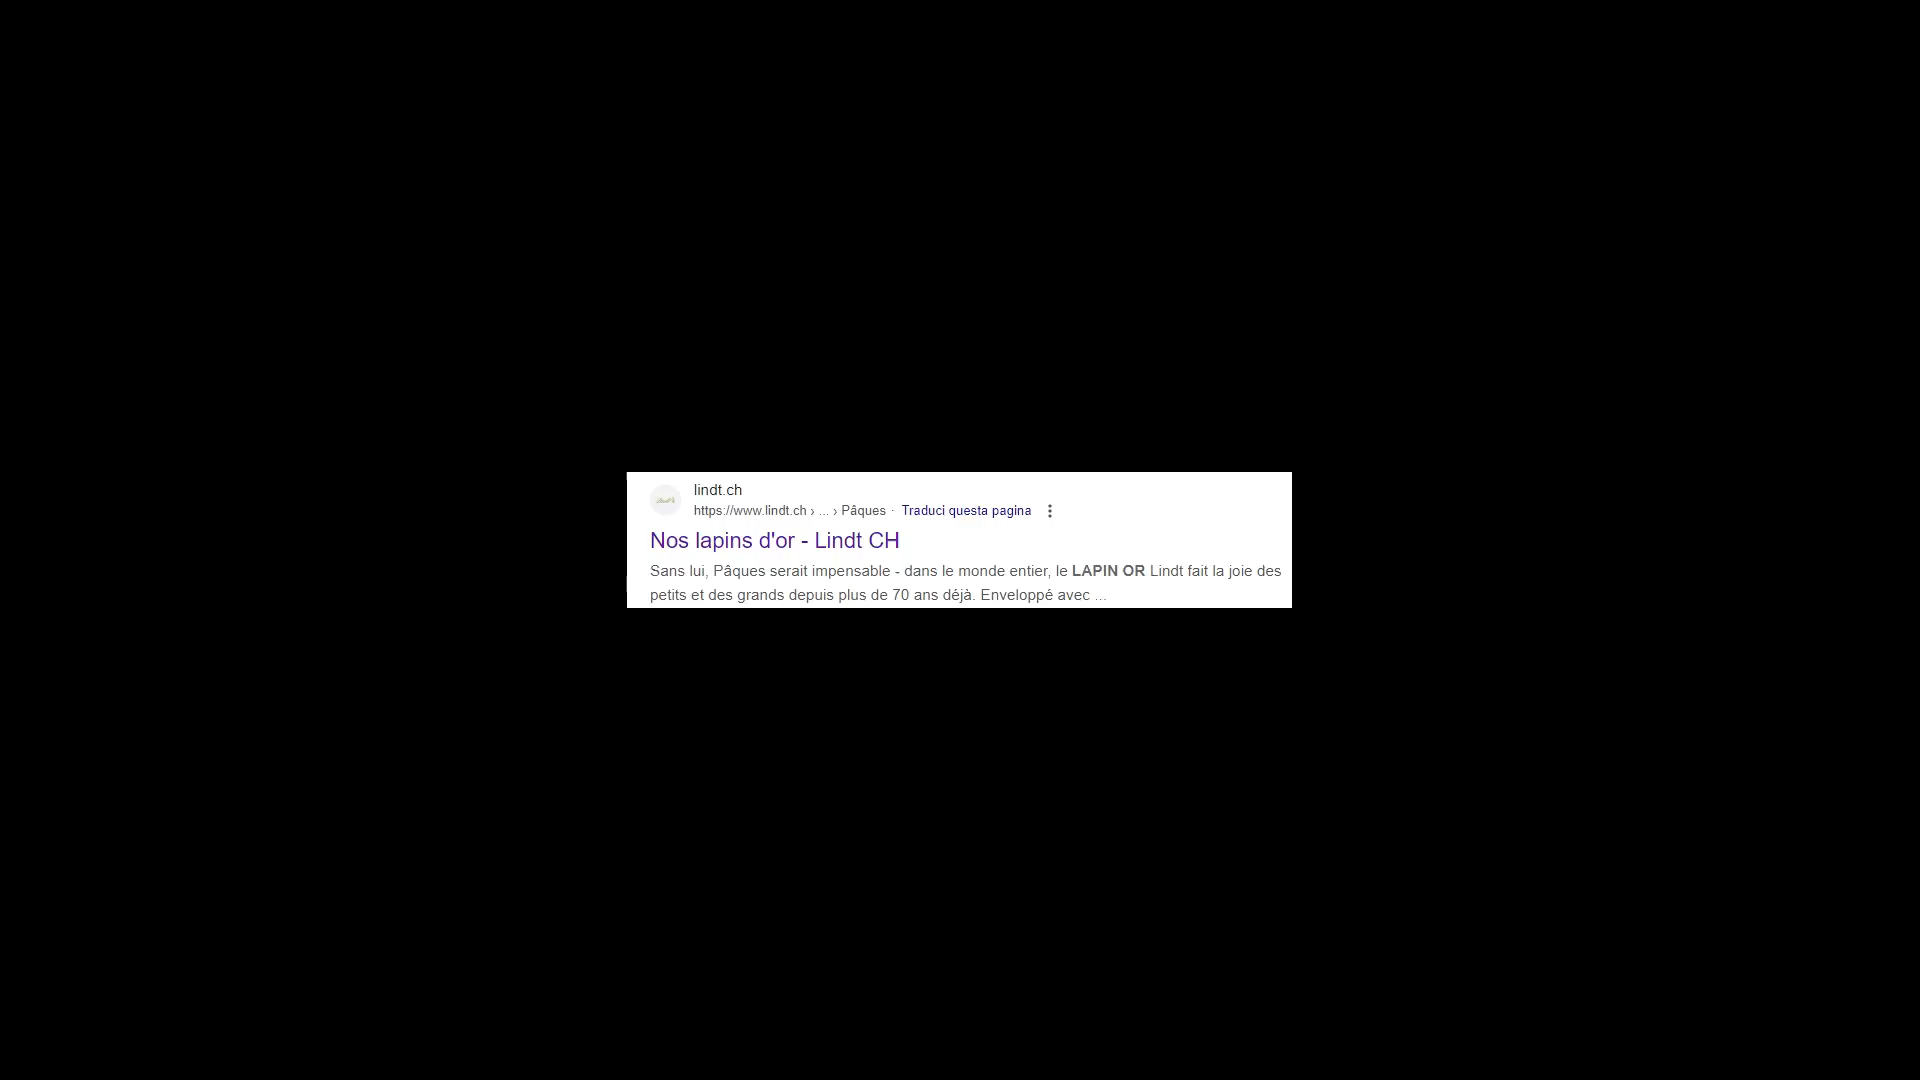 lindt.ch
https://www.lindt.ch › ... › Pâques · Traduci questa pagina
Nos lapins d'or - Lindt CH
Sans lui, Pâques serait impensable - dans le monde entier, le LAPIN OR Lindt fait la joie des
petits et des grands depuis plus de 70 ans déjà. Enveloppé avec ...